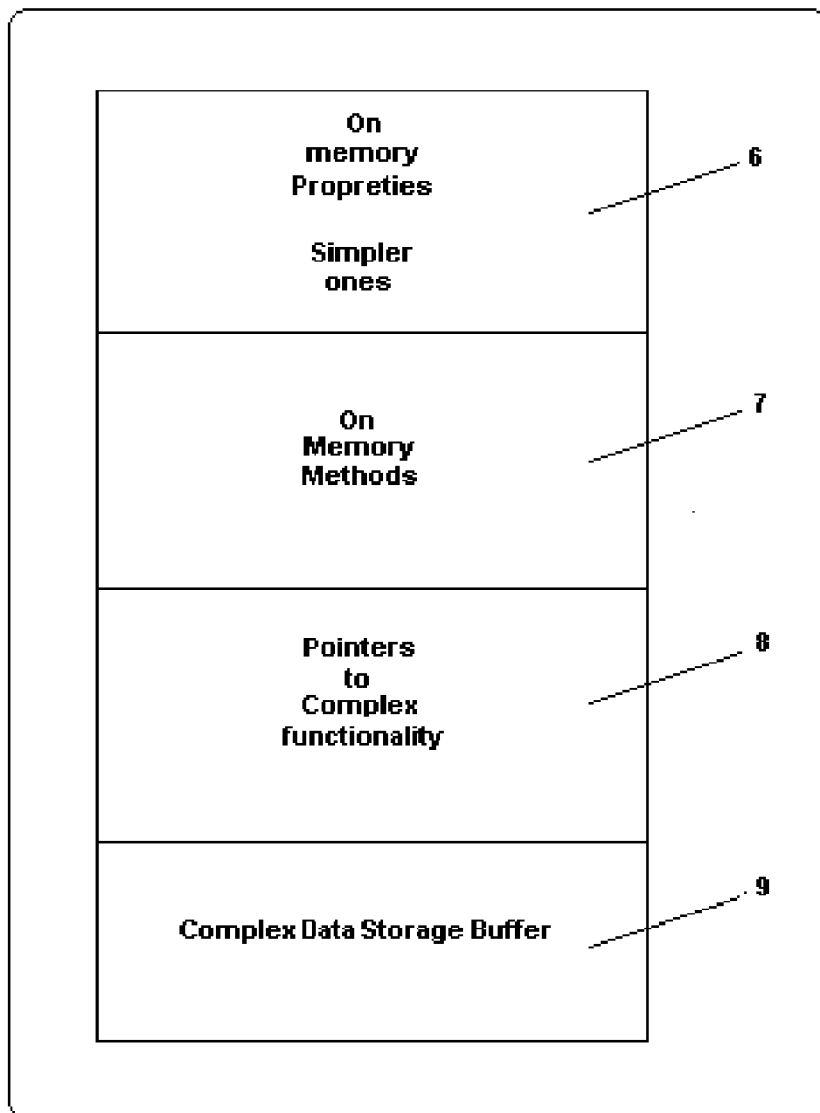 On
memory
Propreties
Simpler
ones
6
On
Memory
Methods
7
Pointers
to
Complex
functionality
8
Complex Data Storage Buffer
9